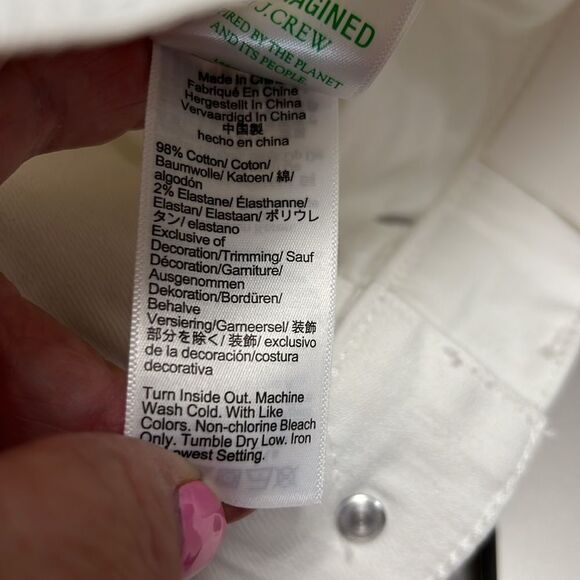 J.CREW
BY THE PLANET
AND ITS PEOPLE
Made In China
Fabriqué En Chine
Hergestellt In China
Vervaardigd In China
中国製
hecho en china
98% Cotton/ Coton/
Baumwolle/ Katoen/ 綿/
algodón
2% Elastane/ Élasthanne/
Elastan/ Elastaan/ ポリウレ
タン/ elastano
Exclusive of
Decoration/Trimming/ Sauf
Décoration/Garniture/
Ausgenommen
Dekoration/Bordüren/
Behalve
Versiering/Garneersel/ 装飾
部分を除く/ 装飾/ exclusivo
de la decoración/costura
decorativa
Turn Inside Out. Machine
Wash Cold. With Like
Colors. Non-chlorine Bleach
Only. Tumble Dry Low. Iron
Lowest Setting.